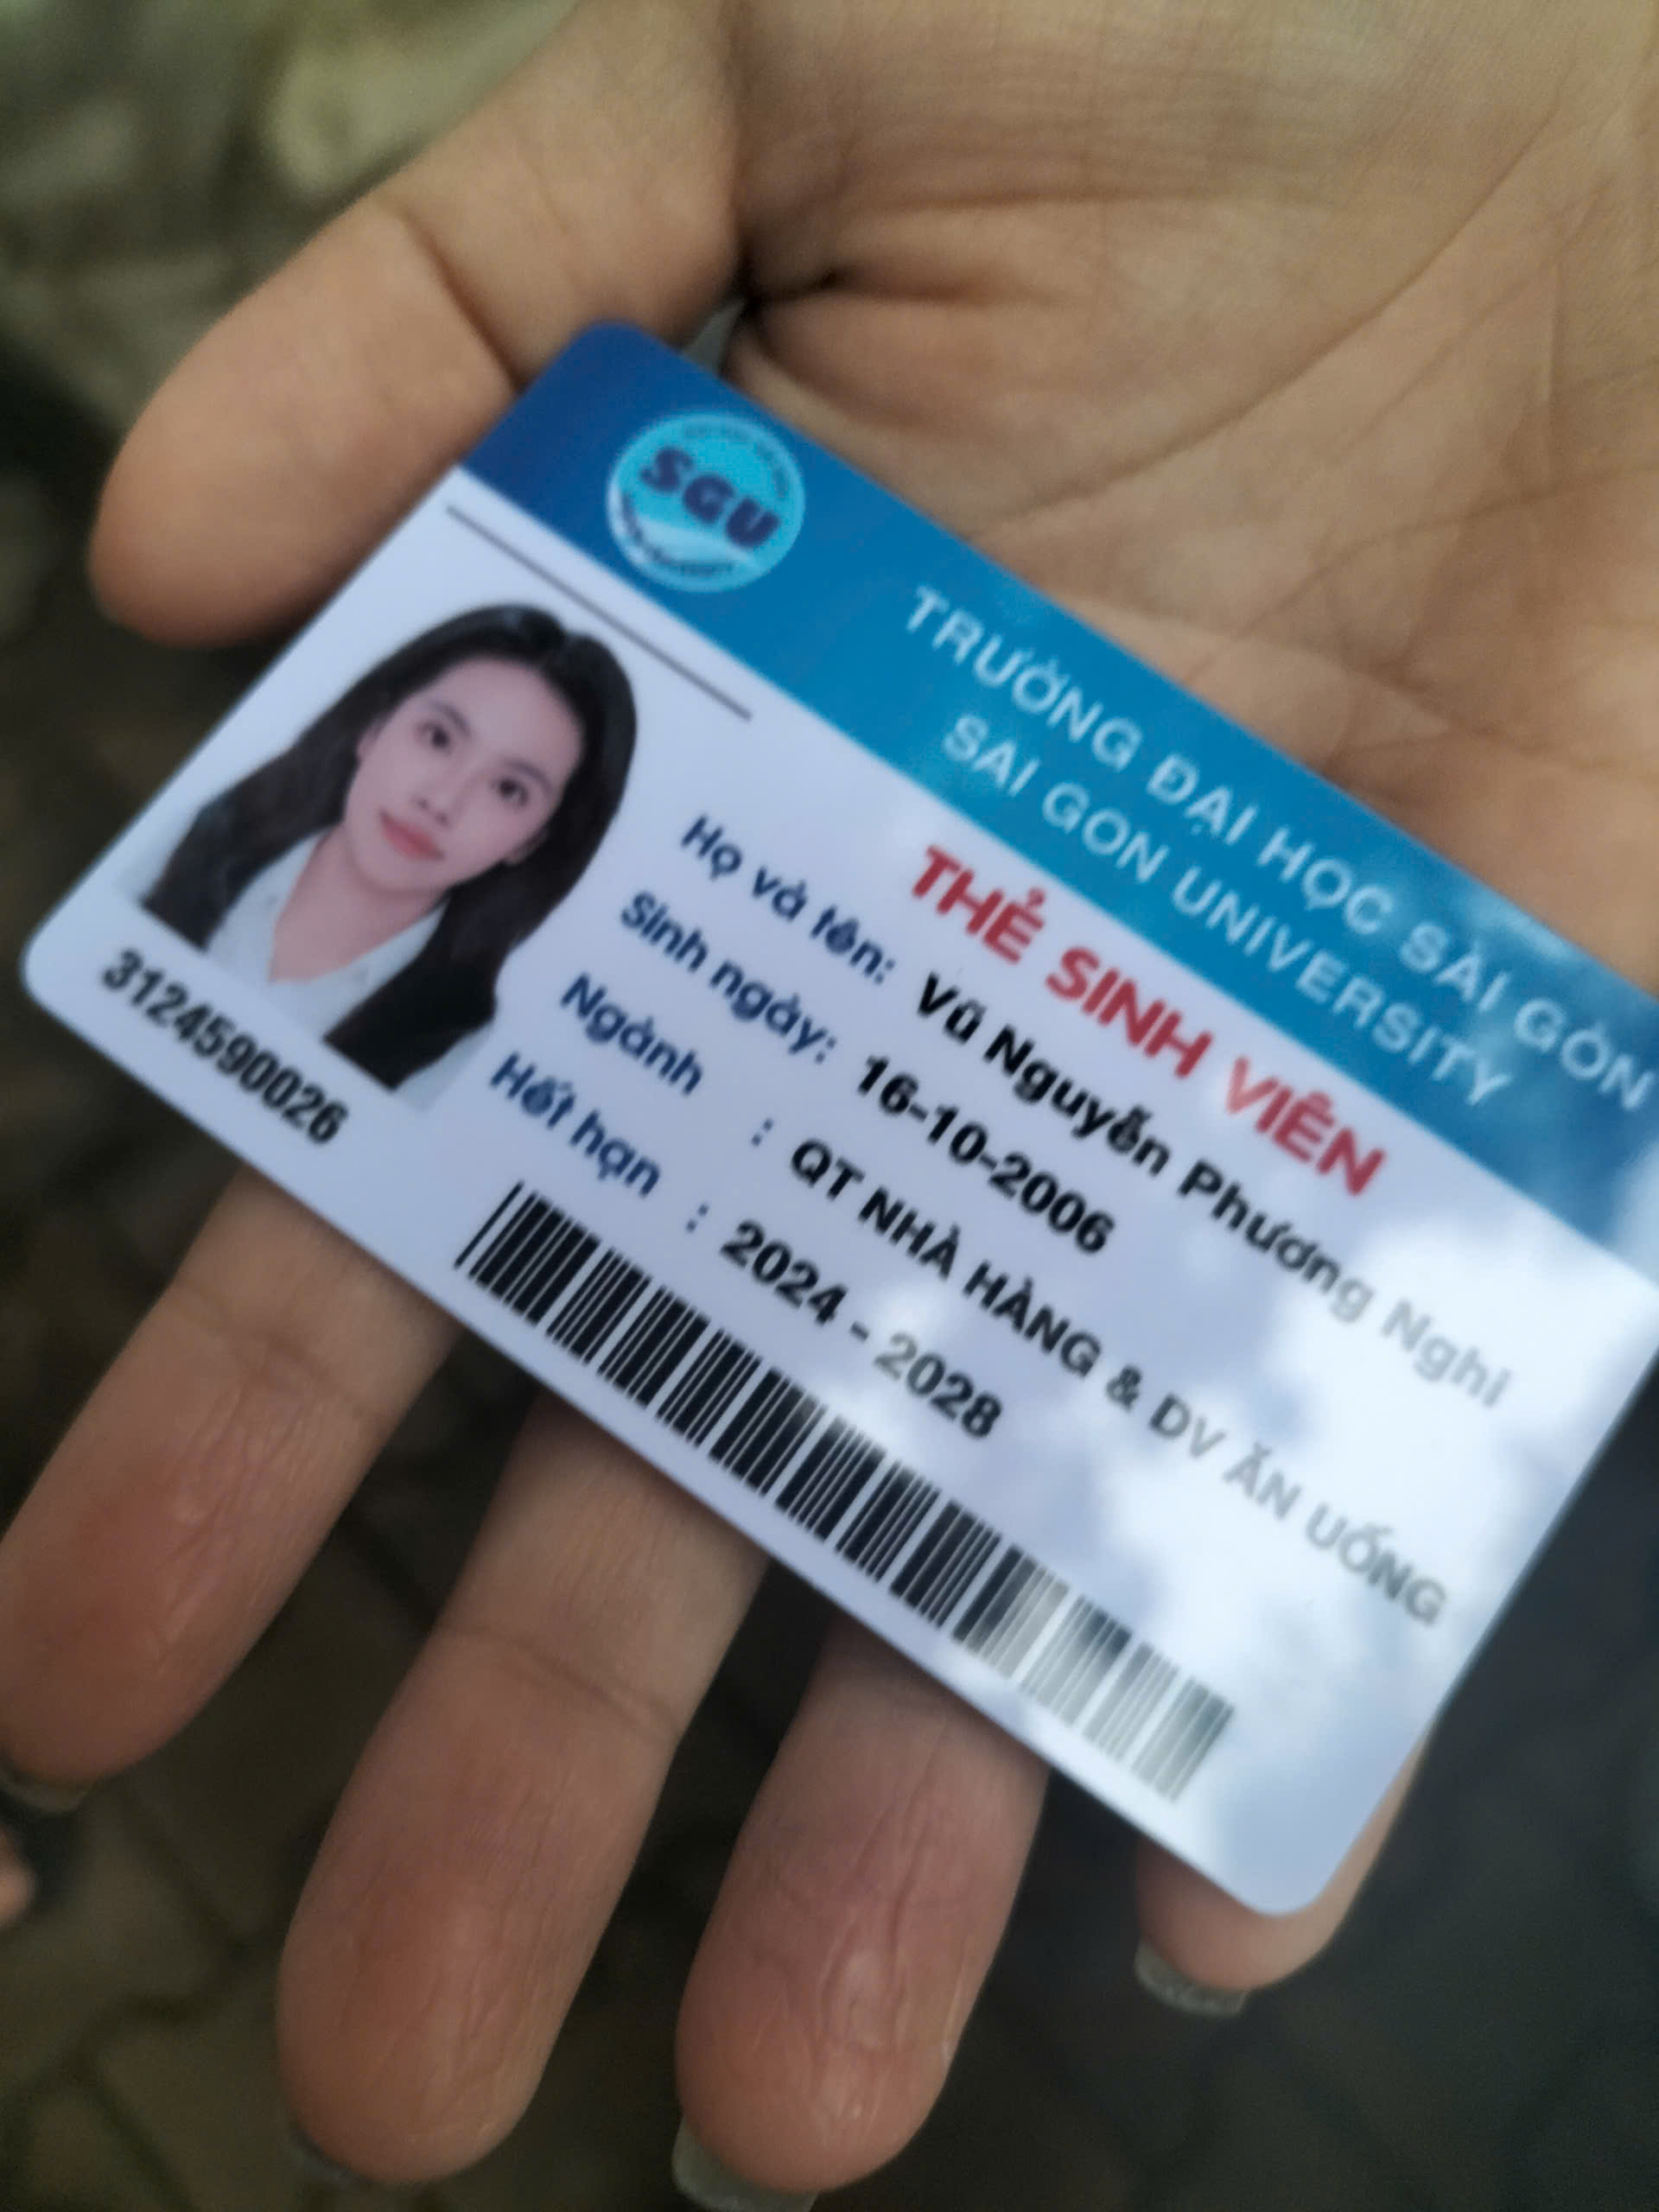 SGU
TRƯỜNG ĐẠI HỌC SÀI GÒN
SAI GON UNIVERSITY
THẺ SINH VIÊN
Họ và tên: Vũ Nguyễn Phương Nghi
Sinh ngày: 16-10-2006
Ngành : QT NHÀ HÀNG & DV ĂN UỐNG
Hết hạn : 2024 - 2028
3124590026